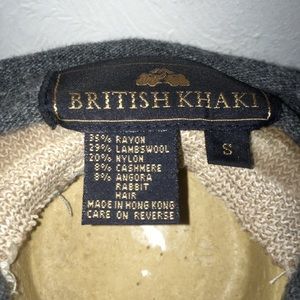 BRITISH KHAKI
S
35% RAYON
29% LAMBSWOOL
20% NYLON
8% CASHMERE
8% ANGORA
RABBIT
HAIR
MADE IN HONG KONG
CARE ON REVERSE